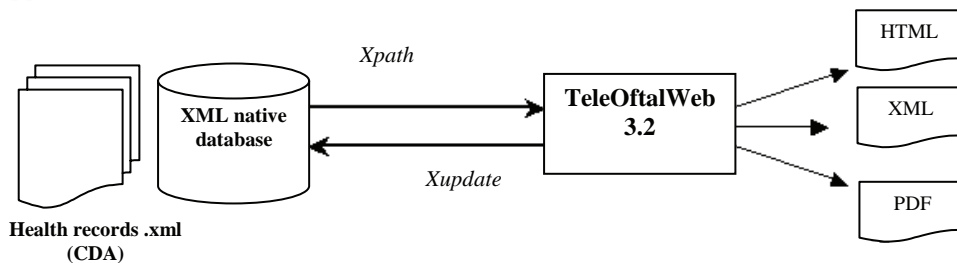 Health records .xml
(CDA)
XML native
database
Xpath
Xupdate
TeleOftalWeb
3.2
HTML
XML
PDF